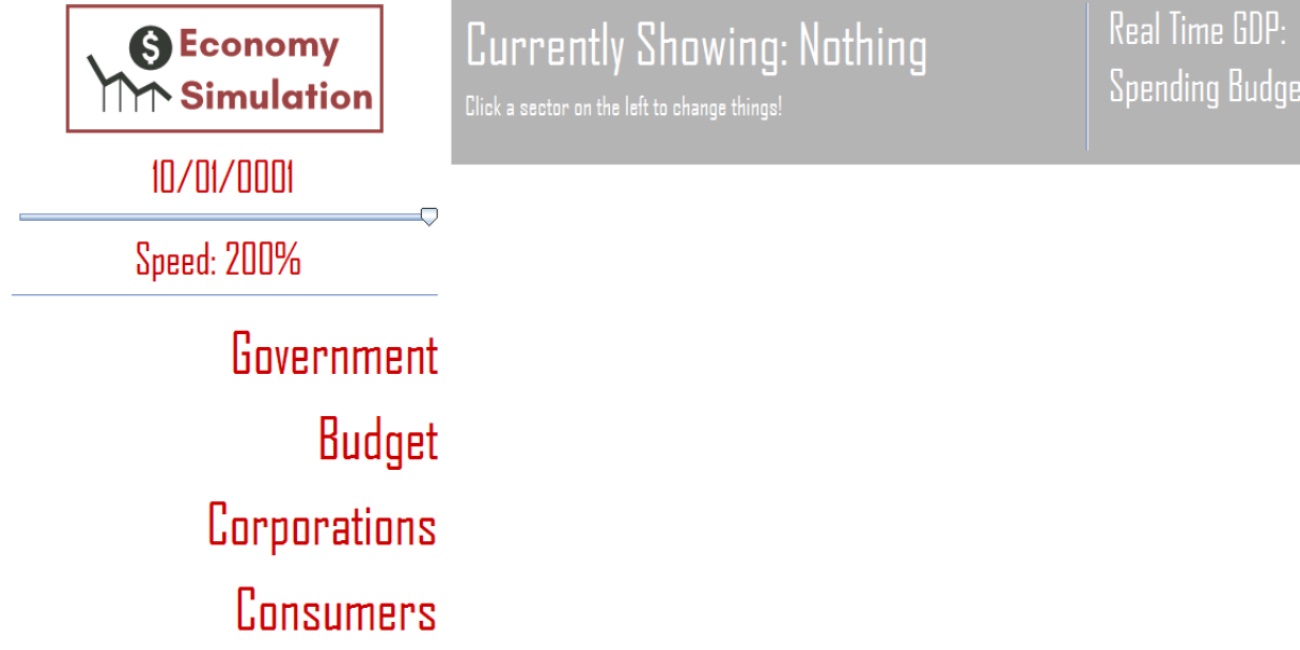 $ Economy
Simulation
10/01/0001
Speed: 200%
Government
Budget
Corporations
Consumers
Currently Showing: Nothing
Click a sector on the left to change things!
Real Time GDP:
Spending Budge